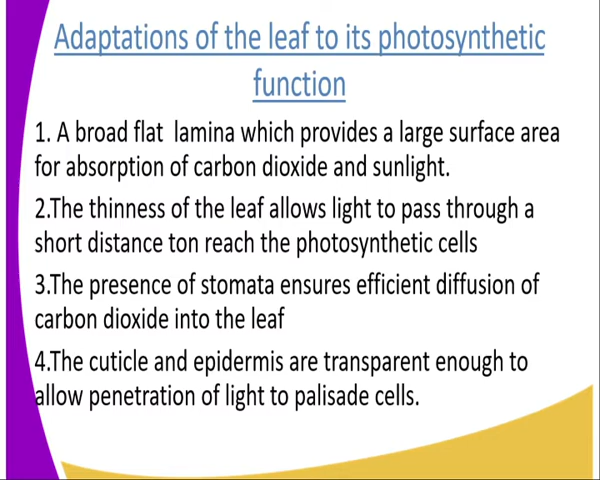 Adaptations of the leaf to its photosynthetic
function
1. A broad flat lamina which provides a large surface area
for absorption of carbon dioxide and sunlight.
2.The thinness of the leaf allows light to pass through a
short distance ton reach the photosynthetic cells
3.The presence of stomata ensures efficient diffusion of
carbon dioxide into the leaf
4.The cuticle and epidermis are transparent enough to
allow penetration of light to palisade cells.